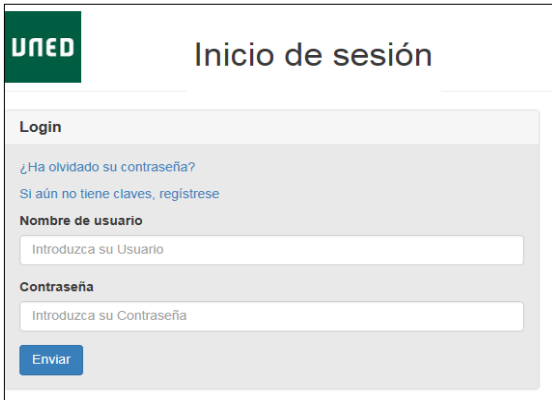 UNED
Inicio de sesión
Login
¿Ha olvidado su contraseña?
Si aún no tiene claves, regístrese
Nombre de usuario
Introduzca su Usuario
Contraseña
Introduzca su Contraseña
Enviar